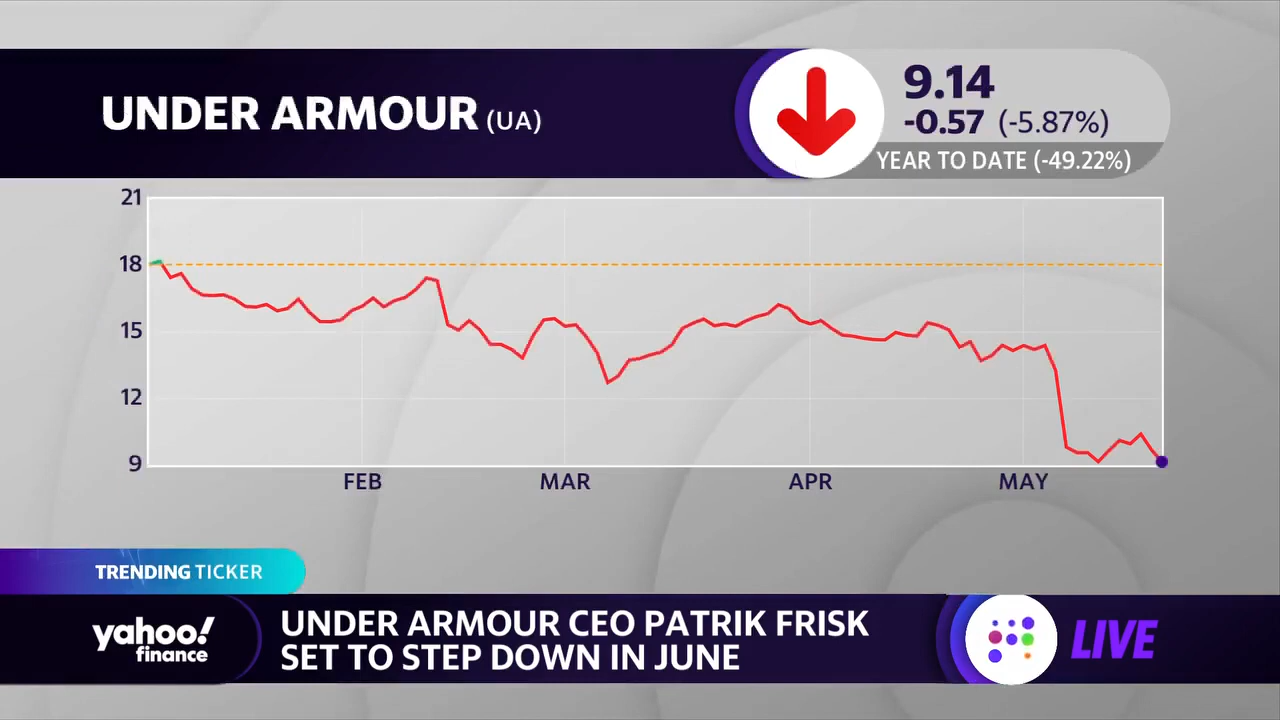 UNDER ARMOUR (UA)
9.14
-0.57 (-5.87%)
YEAR TO DATE (-49.22%)
21
18
15
12
9
FEB MAR APR MAY
TRENDING TICKER
yahoo!
finance
UNDER ARMOUR CEO PATRIK FRISK
SET TO STEP DOWN IN JUNE
LIVE